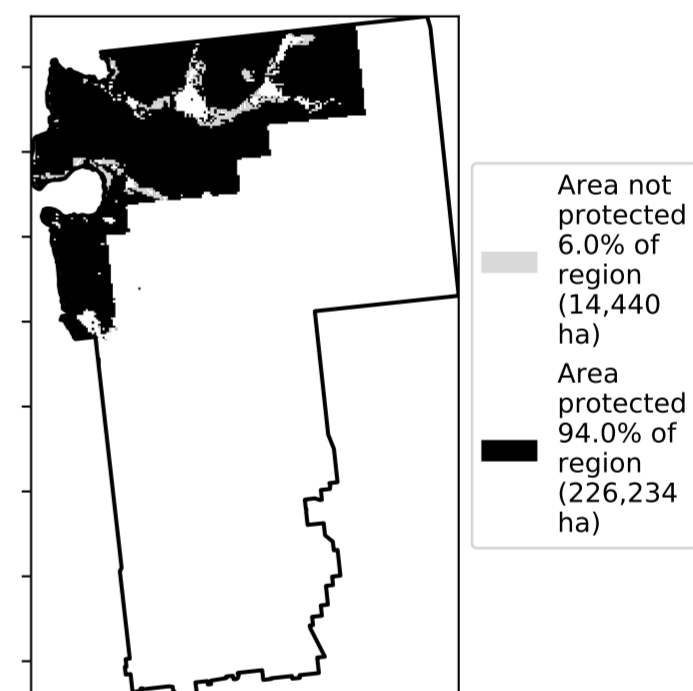 Area not
protected
6.0% of
region
(14,440
ha)
Area
protected
94.0% of
region
(226,234
ha)